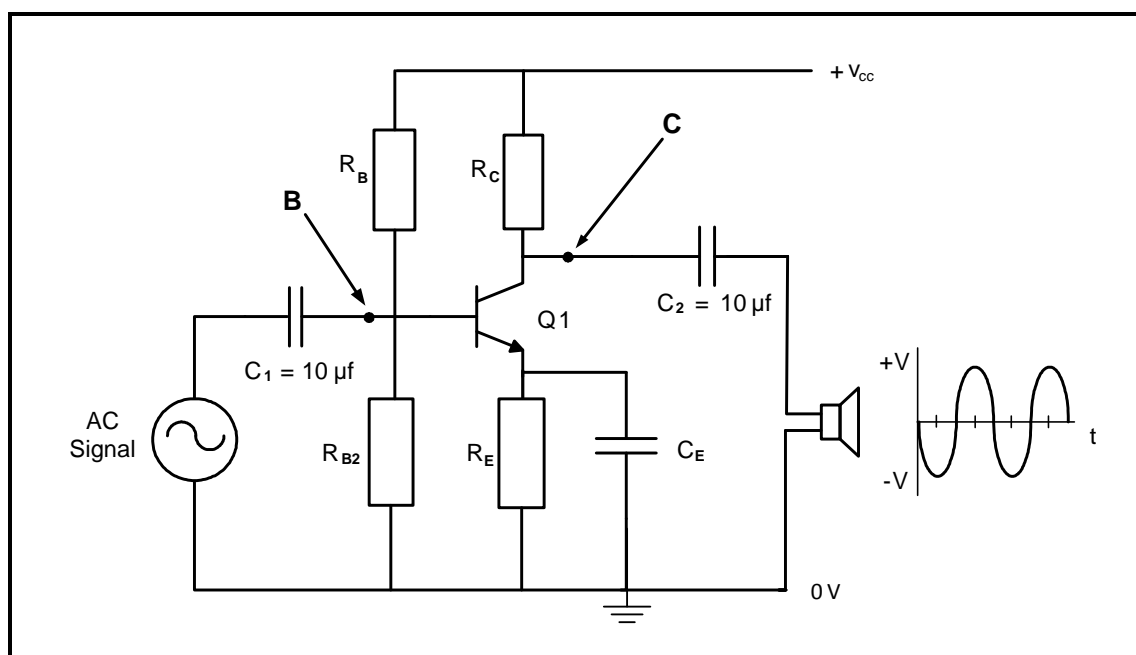 + Vcc
C
RB
RC
B
C2 = 10 µf
Q1
C1 = 10 µf
+V
AC
Signal
RB2
RE
CE
t
-V
0 V